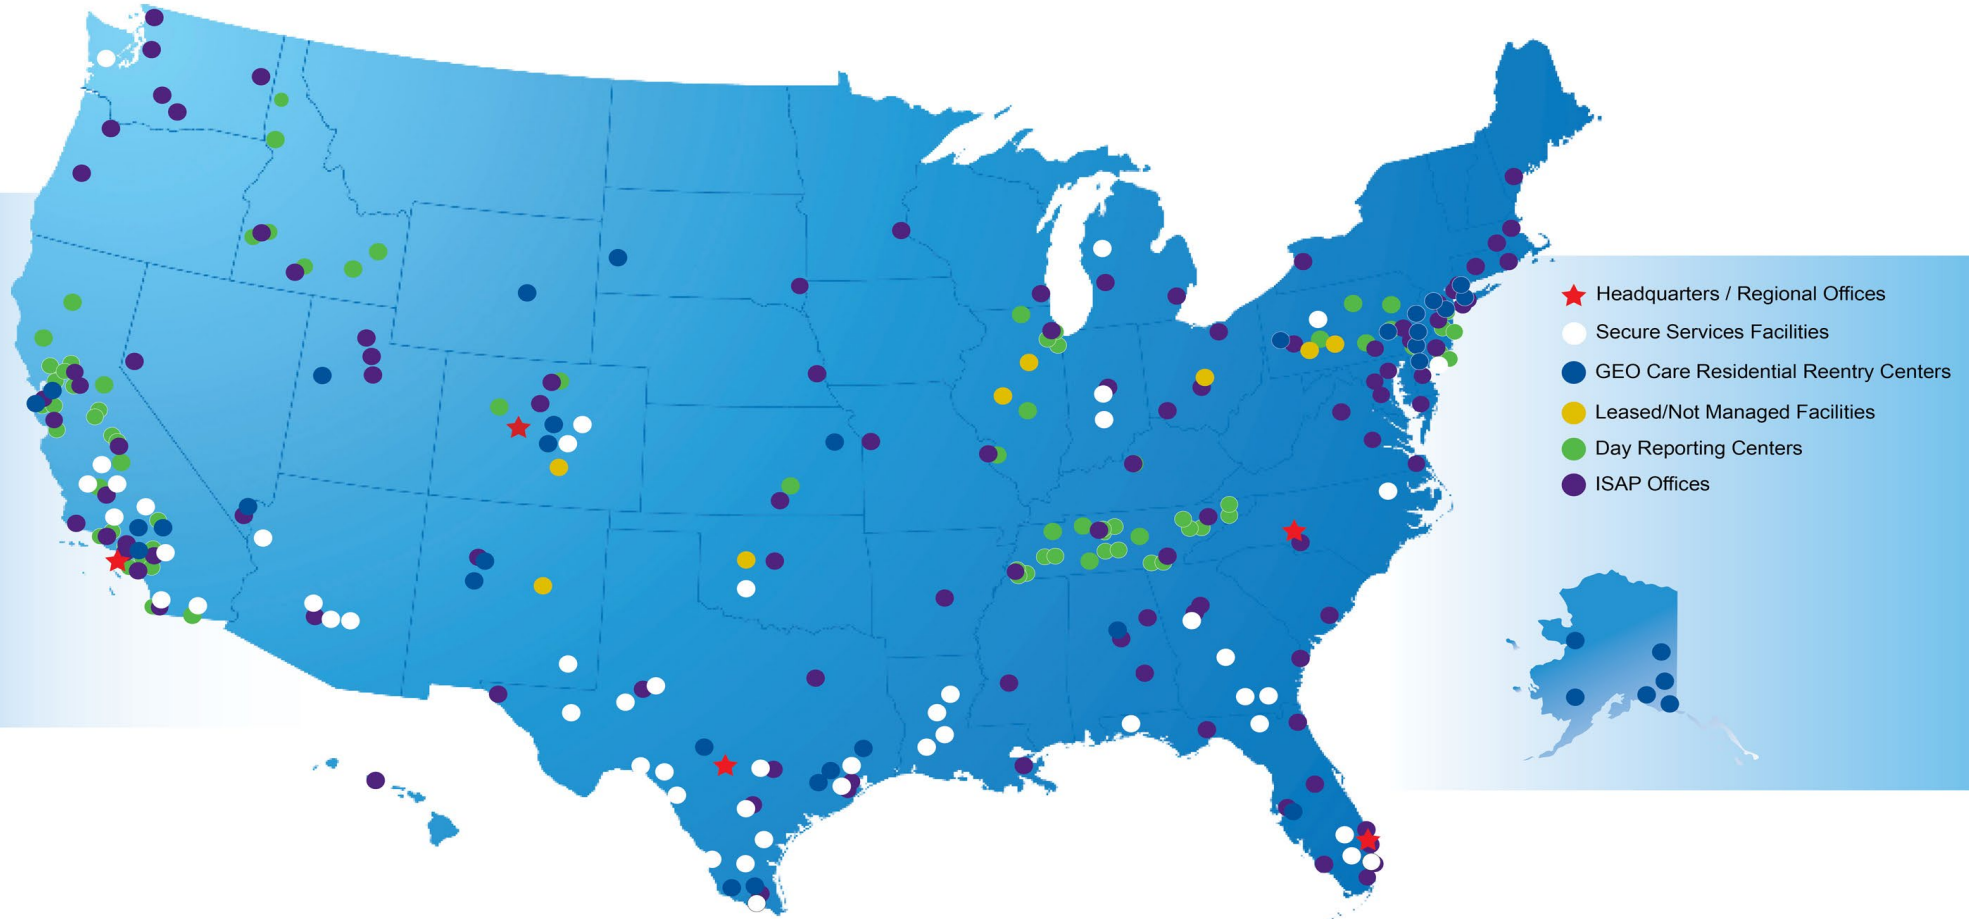 Headquarters / Regional Offices
Secure Services Facilities
GEO Care Residential Reentry Centers
Leased/Not Managed Facilities
Day Reporting Centers
ISAP Offices